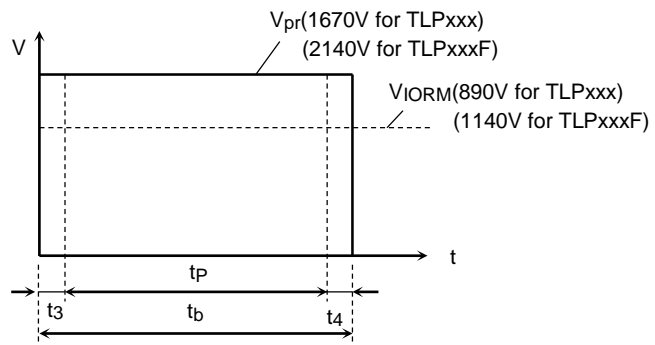 Vpr(1670V for TLPxxx)
(2140V for TLPxxxF)
V
VIORM(890V for TLPxxx)
(1140V for TLPxxxF)
t
tP
t3
tb
t4